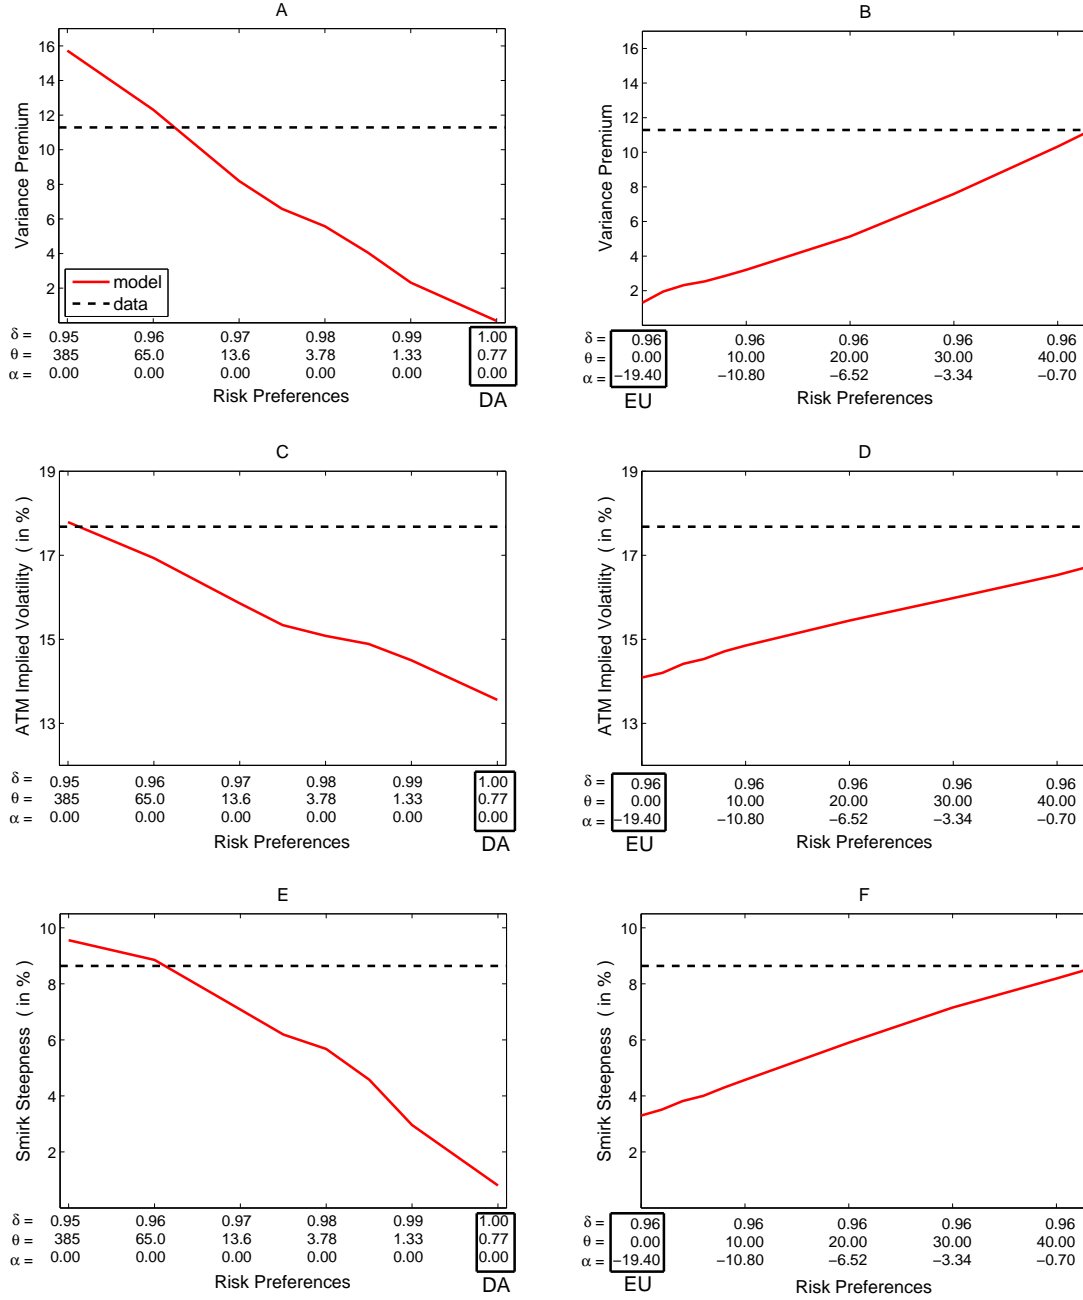 A
Variance Premium
16
14
12
10
8
6
4
2
model
data
δ = 0.95 0.96 0.97 0.98 0.99 1.00
θ = 385 65.0 13.6 3.78 1.33 0.77
α = 0.00 0.00 0.00 0.00 0.00 0.00
Risk Preferences
DA
B
Variance Premium
16
14
12
10
8
6
4
2
δ = 0.96 0.96 0.96 0.96 0.96
θ = 0.00 10.00 20.00 30.00 40.00
α = −19.40 −10.80 −6.52 −3.34 −0.70
EU
Risk Preferences
C
ATM Implied Volatility ( in % )
19
17
15
13
δ = 0.95 0.96 0.97 0.98 0.99 1.00
θ = 385 65.0 13.6 3.78 1.33 0.77
α = 0.00 0.00 0.00 0.00 0.00 0.00
Risk Preferences
DA
D
ATM Implied Volatility ( in % )
19
17
15
13
δ = 0.96 0.96 0.96 0.96 0.96
θ = 0.00 10.00 20.00 30.00 40.00
α = −19.40 −10.80 −6.52 −3.34 −0.70
EU
Risk Preferences
E
Smirk Steepness ( in % )
10
8
6
4
2
δ = 0.95 0.96 0.97 0.98 0.99 1.00
θ = 385 65.0 13.6 3.78 1.33 0.77
α = 0.00 0.00 0.00 0.00 0.00 0.00
Risk Preferences
DA
F
Smirk Steepness ( in % )
10
8
6
4
2
δ = 0.96 0.96 0.96 0.96 0.96
θ = 0.00 10.00 20.00 30.00 40.00
α = −19.40 −10.80 −6.52 −3.34 −0.70
EU
Risk Preferences